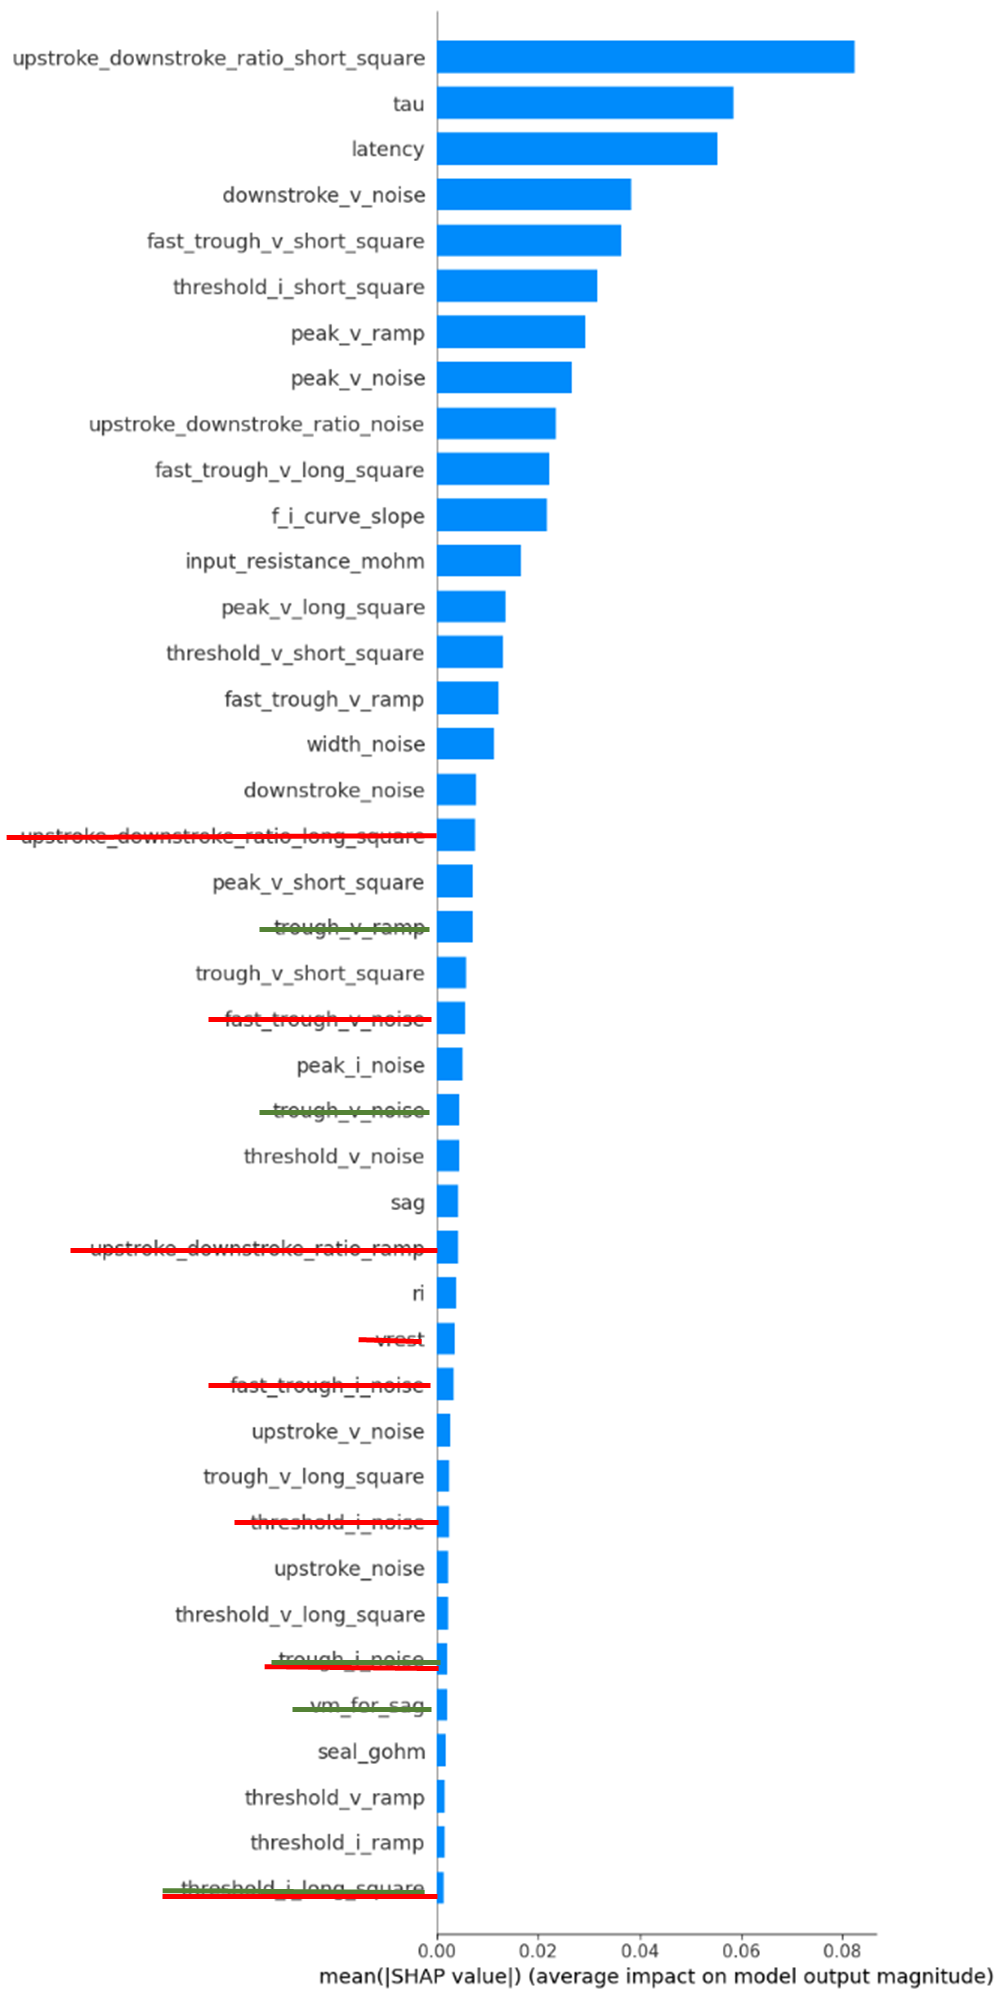 upstroke_downstroke_ratio_short_square
tau
latency
downstroke_v_noise
fast_trough_v_short_square
threshold_i_short_square
peak_v_ramp
peak_v_noise
upstroke_downstroke_ratio_noise
fast_trough_v_long_square
f_i_curve_slope
input_resistance_mohm
peak_v_long_square
threshold_v_short_square
fast_trough_v_ramp
width_noise
downstroke_noise
upstroke_downstroke_ratio_long_square
peak_v_short_square
trough_v_ramp
trough_v_short_square
fast_trough_v_noise
peak_i_noise
trough_v_noise
threshold_v_noise
sag
upstroke_downstroke_ratio_ramp
ri
vrest
fast_trough_i_noise
upstroke_v_noise
trough_v_long_square
threshold_i_noise
upstroke_noise
threshold_v_long_square
trough_i_noise
vm_for_sag
seal_gohm
threshold_v_ramp
threshold_i_ramp
threshold_i_long_square
0.00 0.02 0.04 0.06 0.08
mean(|SHAP value|) (average impact on model output magnitude)